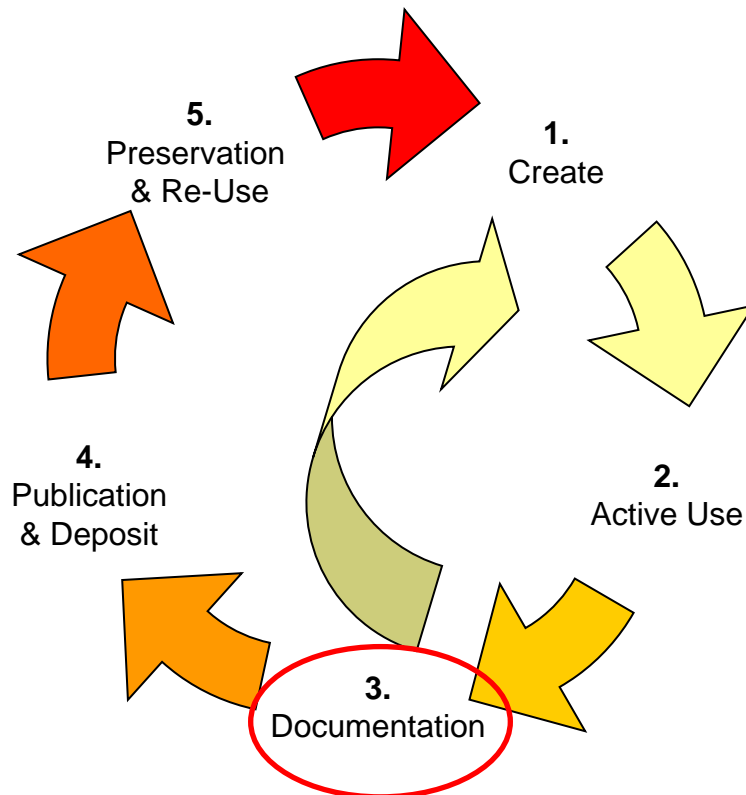 1.
Create
2.
Active Use
3.
Documentation
4.
Publication
& Deposit
5.
Preservation
& Re-Use